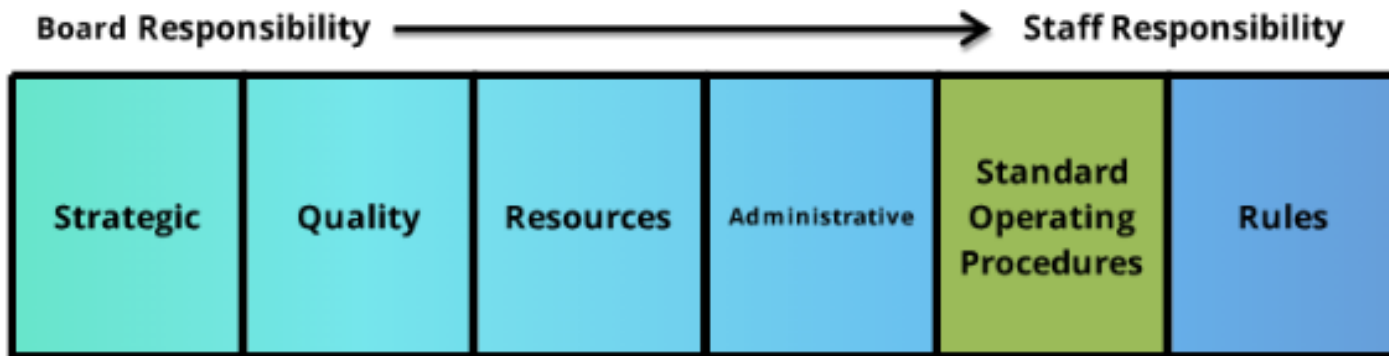 Board Responsibility
Staff Responsibility
Strategic
Quality
Resources
Administrative
Standard
Operating
Procedures
Rules